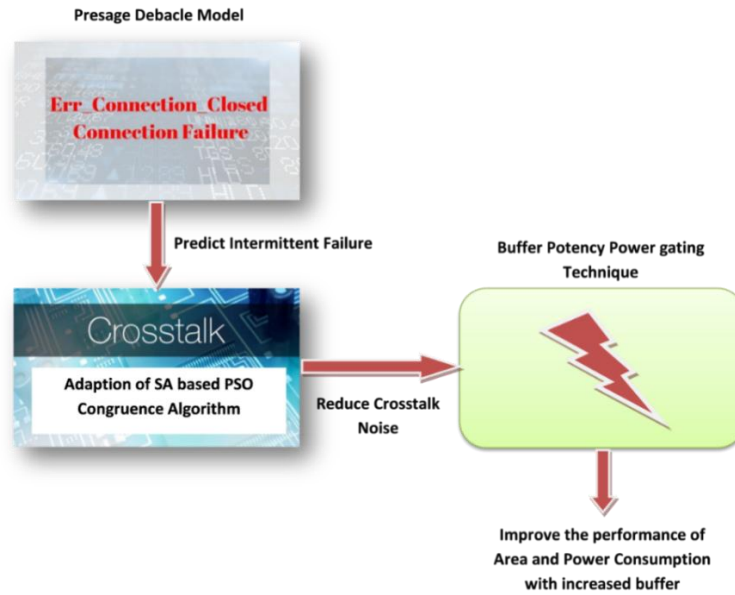 Presage Debacle Model
Err_Connection_Closed
Connection Failure
Predict Intermittent Failure
Crosstalk
Adaption of SA based PSO
Congruence Algorithm
Reduce Crosstalk
Noise
Buffer Potency Power gating
Technique
Improve the performance of
Area and Power Consumption
with increased buffer